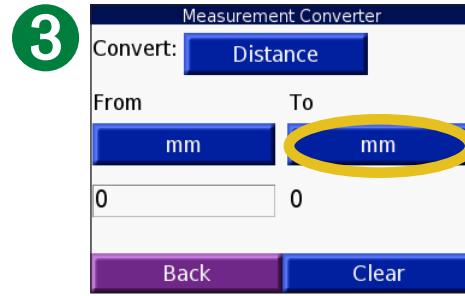 3
Measurement Converter
Convert: Distance
From To
mm mm
0 0
Back Clear